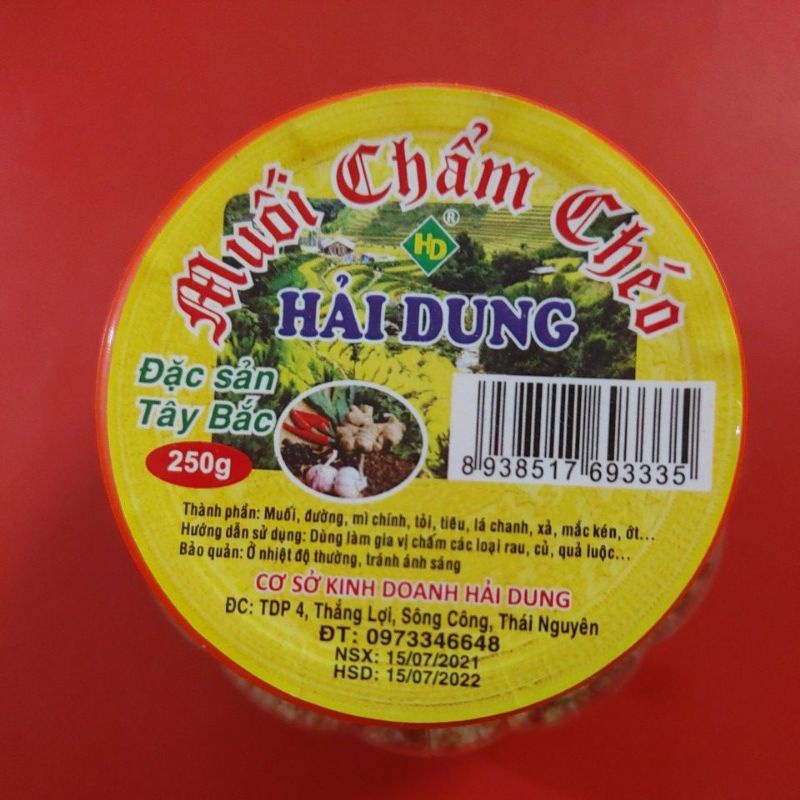 Muối Chẩm Chéo
HD ®
HẢI DUNG
Đặc sản
Tây Bắc
250g
8 938517 693335
Thành phần: Muối, đường, mì chính, tỏi, tiêu, lá chanh, xả, mắc kén, ớt...
Hướng dẫn sử dụng: Dùng làm gia vị chấm các loại rau, củ, quả luộc...
Bảo quản: Ở nhiệt độ thường, tránh ánh sáng
CƠ SỞ KINH DOANH HẢI DUNG
ĐC: TDP 4, Thắng Lợi, Sông Công, Thái Nguyên
ĐT: 0973346648
NSX: 15/07/2021
HSD: 15/07/2022